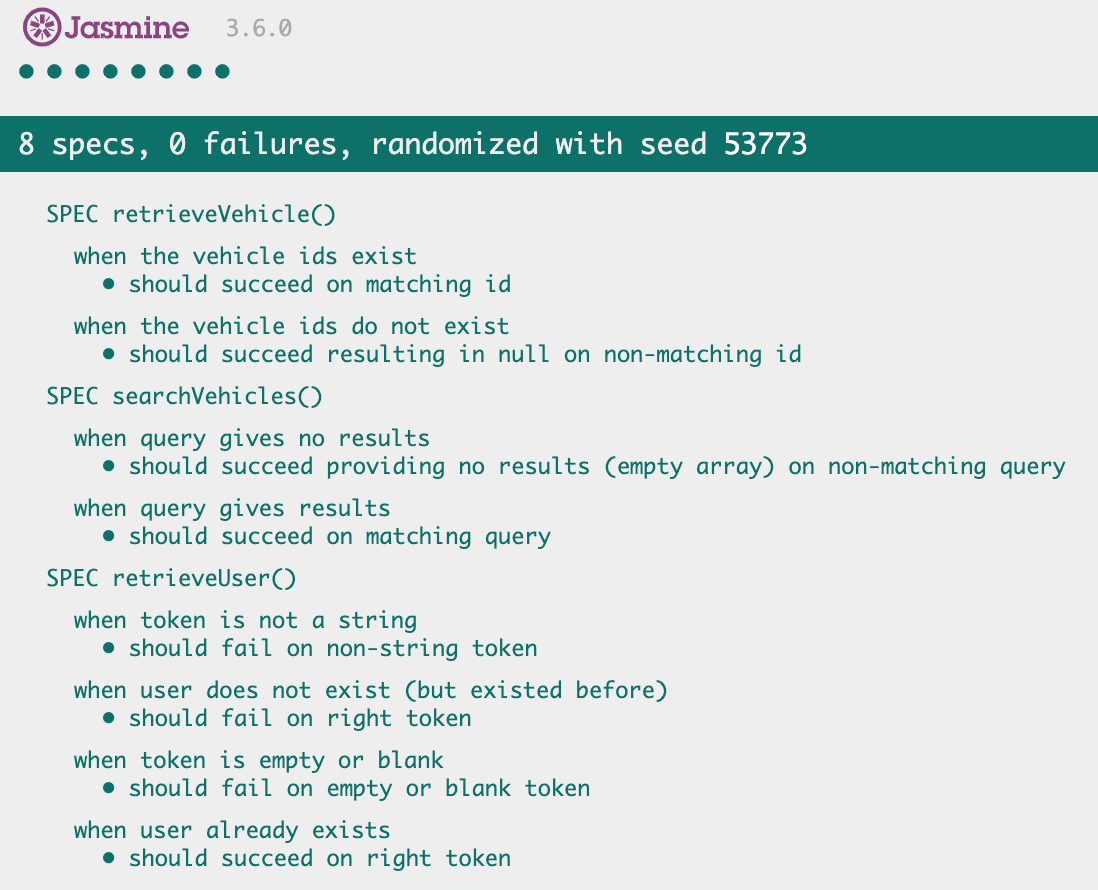 Jasmine 3.6.0
8 specs, 0 failures, randomized with seed 53773
SPEC retrieveVehicle()
when the vehicle ids exist
• should succeed on matching id
when the vehicle ids do not exist
• should succeed resulting in null on non-matching id
SPEC searchVehicles()
when query gives no results
• should succeed providing no results (empty array) on non-matching query
when query gives results
• should succeed on matching query
SPEC retrieveUser()
when token is not a string
• should fail on non-string token
when user does not exist (but existed before)
• should fail on right token
when token is empty or blank
• should fail on empty or blank token
when user already exists
• should succeed on right token